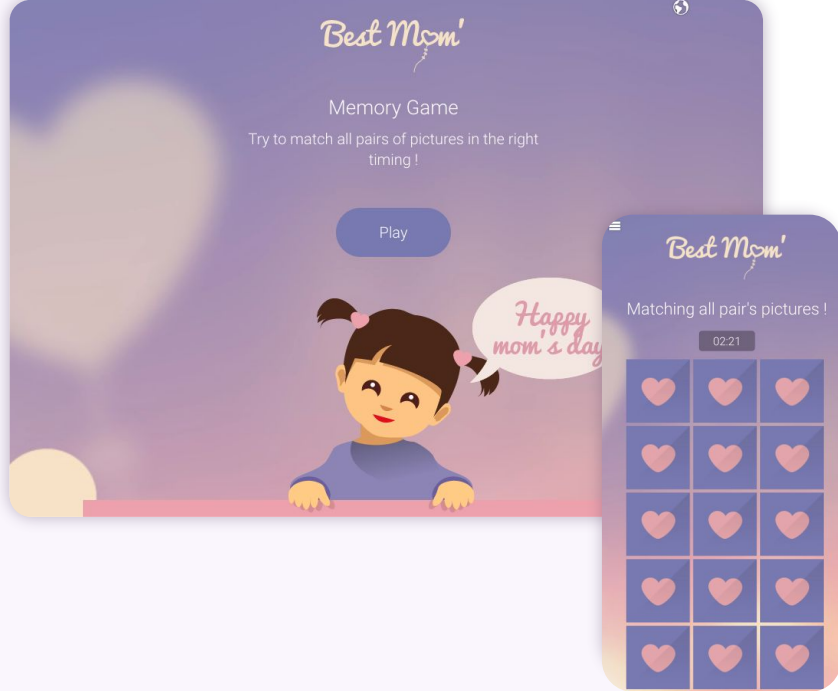 Best Mom'
Memory Game
Try to match all pairs of pictures in the right
timing !
Play
Happy
mom's day
Best Mom'
Matching all pair's pictures !
02:21